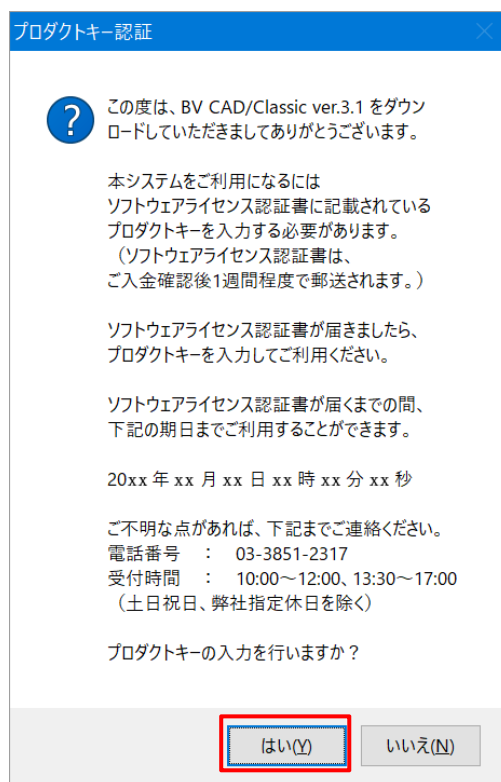 プロダクトキー認証
この度は、BV CAD/Classic ver.3.1 をダウン
ロードしていただきましてありがとうございます。
本システムをご利用になるには
ソフトウェアライセンス認証書に記載されている
プロダクトキーを入力する必要があります。
（ソフトウェアライセンス認証書は、
ご入金確認後1週間程度で郵送されます。）
ソフトウェアライセンス認証書が届きましたら、
プロダクトキーを入力してご利用ください。
ソフトウェアライセンス認証書が届くまでの間、
下記の期日までご利用することができます。
20xx 年 xx 月 xx 日 xx 時 xx 分 xx 秒
ご不明な点があれば、下記までご連絡ください。
電話番号 ： 03-3851-2317
受付時間 ： 10:00～12:00、13:30～17:00
（土日祝日、弊社指定休日を除く）
プロダクトキーの入力を行いますか？
はい(Y) いいえ(N)